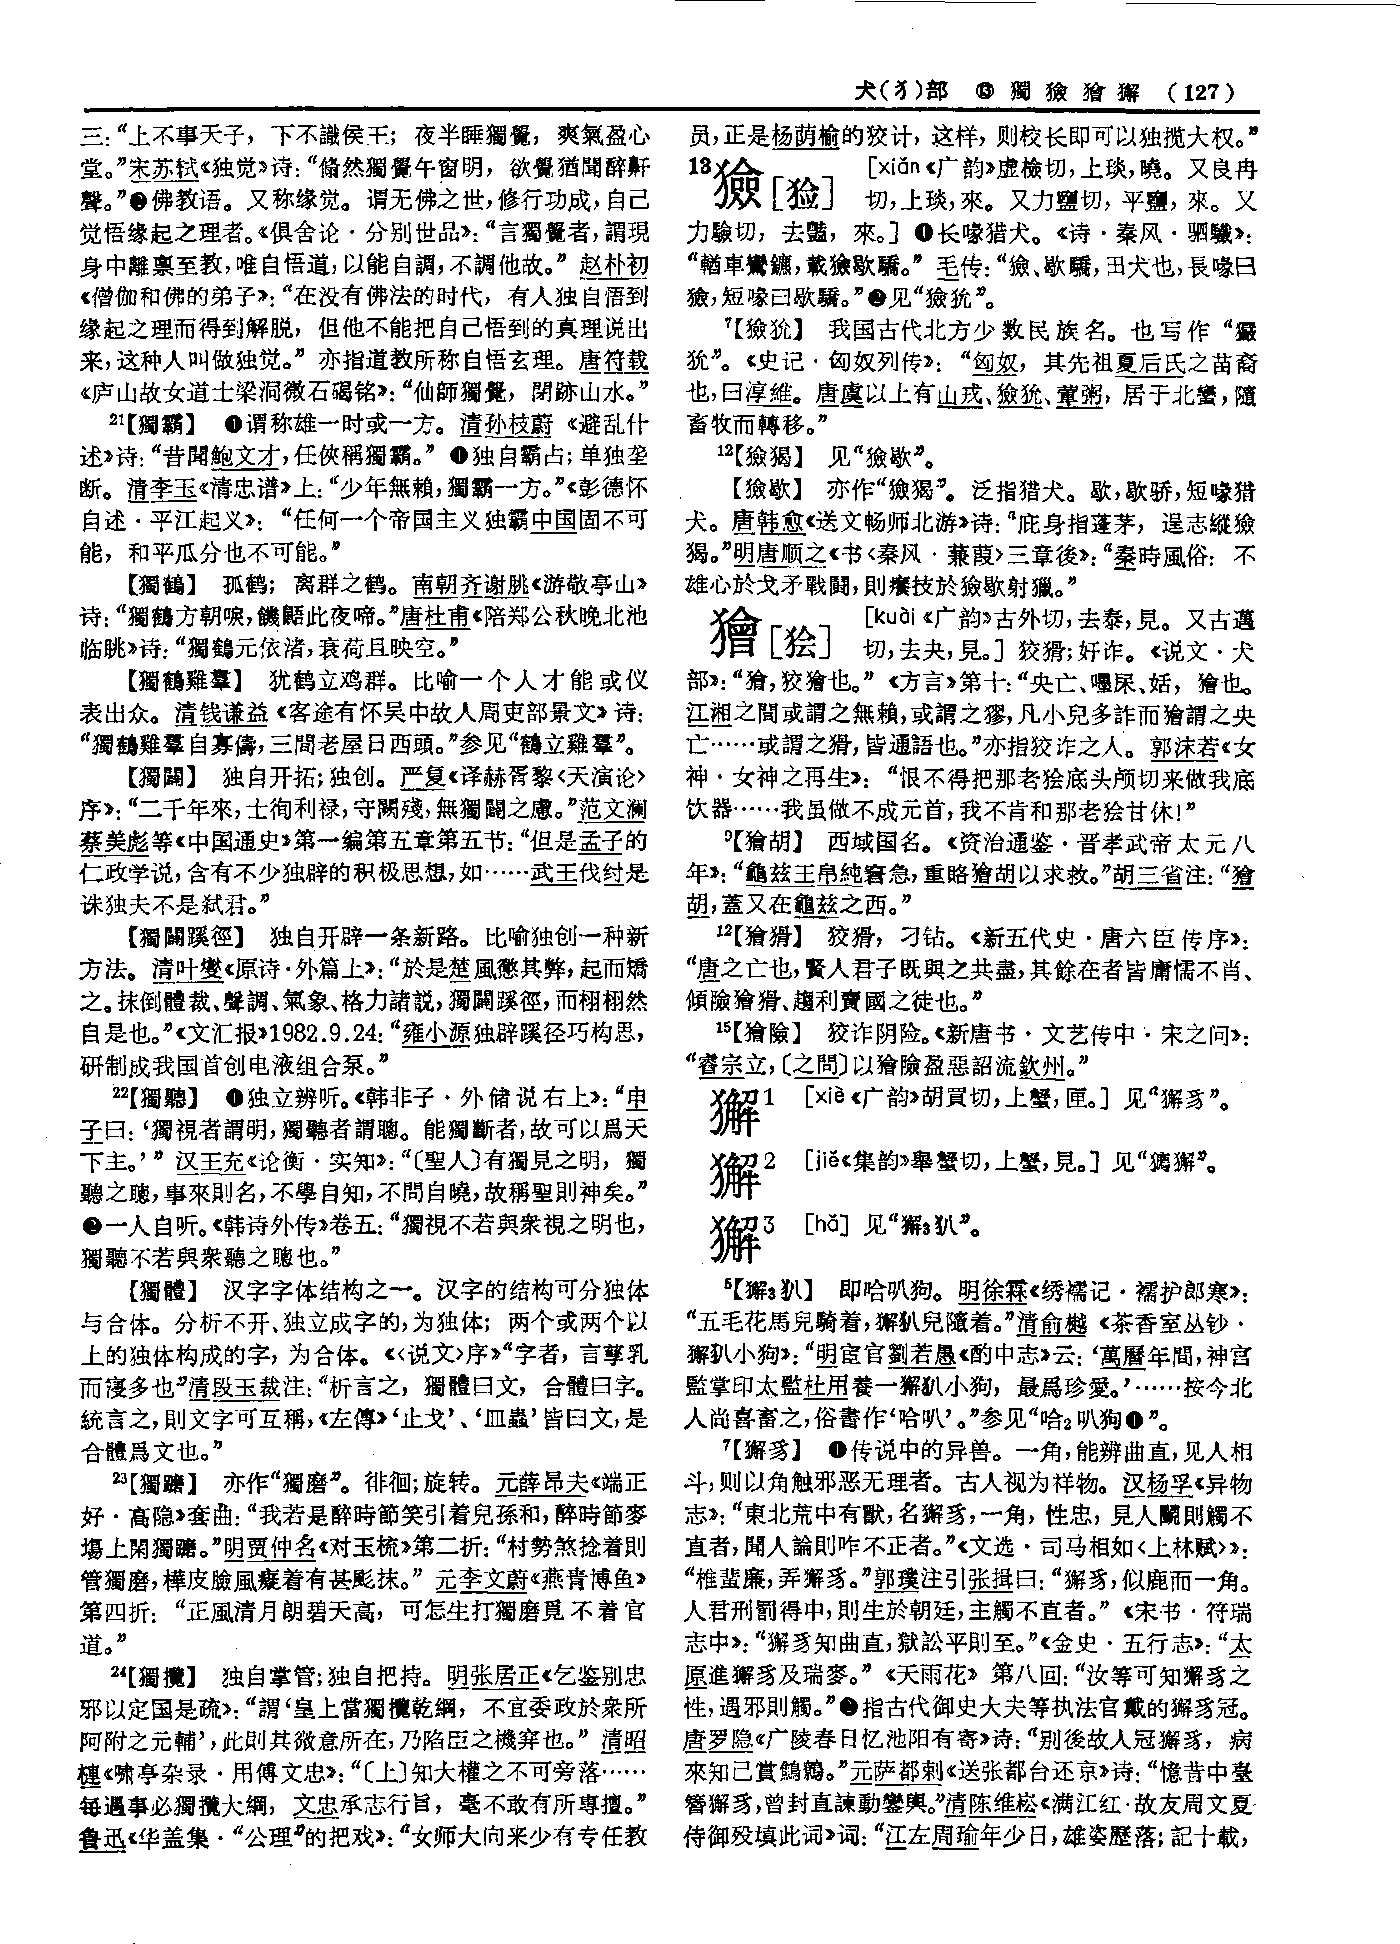 犬(犭)部 ⓭ 獨獫獪獬 (127)
三：“上不事天子，下不識侯王；夜半睡獨覺，爽氣盈心
堂。”宋苏轼《独觉》诗：“翛然獨覺午窗明，欲覺猶聞醉鼾
聲。”❷佛教语。又称缘觉。谓无佛之世，修行功成，自己
觉悟缘起之理者。《俱舍论·分别世品》：“言獨覺者，謂現
身中離禀至教，唯自悟道，以能自調，不調他故。”赵朴初
《僧伽和佛的弟子》：“在没有佛法的时代，有人独自悟到
缘起之理而得到解脱，但他不能把自己悟到的真理说出
来，这种人叫做独觉。”亦指道教所称自悟玄理。唐符载
《庐山故女道士梁洞微石碣铭》：“仙師獨覺，閉跡山水。”
21【獨霸】 ❶谓称雄一时或一方。清孙枝蔚《避乱什
述》诗：“昔聞鮑文才，任俠稱獨霸。”❶独自霸占；单独垄
断。清李玉《清忠谱》上：“少年無賴，獨霸一方。”《彭德怀
自述·平江起义》：“任何一个帝国主义独霸中国固不可
能，和平瓜分也不可能。”
【獨鶴】 孤鹤；离群之鹤。南朝齐谢朓《游敬亭山》
诗：“獨鶴方朝唳，饑鼯此夜啼。”唐杜甫《陪郑公秋晚北池
临眺》诗：“獨鶴元依渚，衰荷且映空。”
【獨鶴雞羣】 犹鹤立鸡群。比喻一个人才能或仪
表出众。清钱谦益《客途有怀吴中故人周吏部景文》诗：
“獨鶴雞羣自寡儔，三間老屋日西頭。”参见“鶴立雞羣”。
【獨闢】 独自开拓；独创。严复《译赫胥黎〈天演论〉
序》：“二千年來，士徇利禄，守闕殘，無獨闢之慮。”范文澜
蔡美彪等《中国通史》第一编第五章第五节：“但是孟子的
仁政学说，含有不少独辟的积极思想，如……武王伐纣是
诛独夫不是弑君。”
【獨闢蹊徑】 独自开辟一条新路。比喻独创一种新
方法。清叶燮《原诗·外篇上》：“於是楚風懲其弊，起而矯
之。抹倒體裁、聲調、氣象、格力諸説，獨闢蹊徑，而栩栩然
自是也。”《文汇报》1982.9.24：“雍小源独辟蹊径巧构思，
研制成我国首创电液组合泵。”
22【獨聽】 ❶独立辨听。《韩非子·外储说右上》：“申
子曰：‘獨視者謂明，獨聽者謂聰。能獨斷者，故可以爲天
下主。’”汉王充《论衡·实知》：“〔聖人〕有獨見之明，獨
聽之聰，事來則名，不學自知，不問自曉，故稱聖則神矣。”
❷一人自听。《韩诗外传》卷五：“獨視不若與衆視之明也，
獨聽不若與衆聽之聰也。”
【獨體】 汉字字体结构之一。汉字的结构可分独体
与合体。分析不开、独立成字的，为独体；两个或两个以
上的独体构成的字，为合体。《〈说文〉序》“字者，言孳乳
而寖多也”清段玉裁注：“析言之，獨體曰文，合體曰字。
統言之，則文字可互稱，《左傳》‘止戈’、‘皿蟲’皆曰文，是
合體爲文也。”
23【獨䠠】 亦作“獨磨”。徘徊；旋转。元薛昂夫《端正
好·高隐》套曲：“我若是醉時節笑引着兒孫和，醉時節麥
場上閑獨䠠。”明贾仲名《对玉梳》第二折：“村勢煞捻着則
管獨磨，樺皮臉風癡着有甚彪抹。”元李文蔚《燕青博鱼》
第四折：“正風清月朗碧天高，可怎生打獨磨覓不着官
道。”
24【獨攬】 独自掌管；独自把持。明张居正《乞鉴别忠
邪以定国是疏》：“謂‘皇上當獨攬乾綱，不宜委政於衆所
阿附之元輔’，此則其微意所在，乃陷臣之機穽也。”清昭
梿《啸亭杂录·用傅文忠》：“〔上〕知大權之不可旁落……
每遇事必獨攬大綱，文忠承志行旨，毫不敢有所專擅。”
鲁迅《华盖集·“公理”的把戏》：“女师大向来少有专任教
员，正是杨荫榆的狡计，这样，则校长即可以独揽大权。”
13獫[猃] [xiǎn《广韵》虚檢切，上琰，曉。又良冉
切，上琰，來。又力鹽切，平鹽，來。又
力驗切，去豔，來。] ❶长喙猎犬。《诗·秦风·驷驖》：
“輶車鸞鑣，載獫歇驕。”毛传：“獫、歇驕，田犬也，長喙曰
獫，短喙曰歇驕。”❷见“獫狁”。
7【獫狁】 我国古代北方少数民族名。也写作“玁
狁”。《史记·匈奴列传》：“匈奴，其先祖夏后氏之苗裔
也，曰淳維。唐虞以上有山戎、獫狁、葷粥，居于北蠻，隨
畜牧而轉移。”
12【獫猲】 见“獫歇”。
【獫歇】 亦作“獫猲”。泛指猎犬。歇，歇骄，短喙猎
犬。唐韩愈《送文畅师北游》诗：“庇身指蓬茅，逞志縱獫
猲。”明唐顺之《书〈秦风·蒹葭〉三章後》：“秦時風俗：不
雄心於戈矛戰鬭，則癢技於獫歇射獵。”
獪[狯] [kuài《广韵》古外切，去泰，見。又古邁
切，去夬，見。] 狡猾；好诈。《说文·犬
部》：“獪，狡獪也。”《方言》第十：“央亡、嚜㞘、姡，獪也。
江湘之間或謂之無賴，或謂之㺒，凡小兒多詐而獪謂之央
亡……或謂之猾，皆通語也。”亦指狡诈之人。郭沫若《女
神·女神之再生》：“恨不得把那老狯底头颅切来做我底
饮器……我虽做不成元首，我不肯和那老狯甘休！”
9【獪胡】 西域国名。《资治通鉴·晋孝武帝太元八
年》：“龜兹王帛純窘急，重賂獪胡以求救。”胡三省注：“獪
胡，蓋又在龜兹之西。”
12【獪猾】 狡猾，刁钻。《新五代史·唐六臣传序》：
“唐之亡也，賢人君子既與之共盡，其餘在者皆庸懦不肖、
傾險獪猾、趨利賣國之徒也。”
15【獪險】 狡诈阴险。《新唐书·文艺传中·宋之问》：
“睿宗立，〔之問〕以獪險盈惡詔流欽州。”
獬1 [xiè《广韵》胡買切，上蟹，匣。] 见“獬豸”。
獬2 [jiě《集韵》舉蟹切，上蟹，見。] 见“㺅獬”。
獬3 [hǎ] 见“獬3犰”。
5【獬3犰】 即哈叭狗。明徐霖《绣襦记·襦护郎寒》：
“五毛花馬兒騎着，獬犰兒隨着。”清俞樾《茶香室丛钞·
獬犰小狗》：“明宦官劉若愚《酌中志》云：‘萬曆年間，神宫
監掌印太監杜用養一獬犰小狗，最爲珍愛。’……按今北
人尚喜畜之，俗書作‘哈叭’。”参见“哈2叭狗❶”。
7【獬豸】 ❶传说中的异兽。一角，能辨曲直，见人相
斗，则以角触邪恶无理者。古人视为祥物。汉杨孚《异物
志》：“東北荒中有獸，名獬豸，一角，性忠，見人鬭則觸不
直者，聞人論則咋不正者。”《文选·司马相如〈上林赋〉》：
“椎蜚廉，弄獬豸。”郭璞注引张揖曰：“獬豸，似鹿而一角。
人君刑罰得中，則生於朝廷，主觸不直者。”《宋书·符瑞
志中》：“獬豸知曲直，獄訟平則至。”《金史·五行志》：“太
原進獬豸及瑞麥。”《天雨花》第八回：“汝等可知獬豸之
性，遇邪則觸。”❷指古代御史大夫等执法官戴的獬豸冠。
唐罗隐《广陵春日忆池阳有寄》诗：“别後故人冠獬豸，病
來知己賞鶺鴒。”元萨都剌《送张都台还京》诗：“憶昔中臺
簪獬豸，曾封直諫動鑾輿。”清陈维崧《满江红·故友周文夏
侍御殁填此词》词：“江左周瑜年少日，雄姿歷落；記十載，